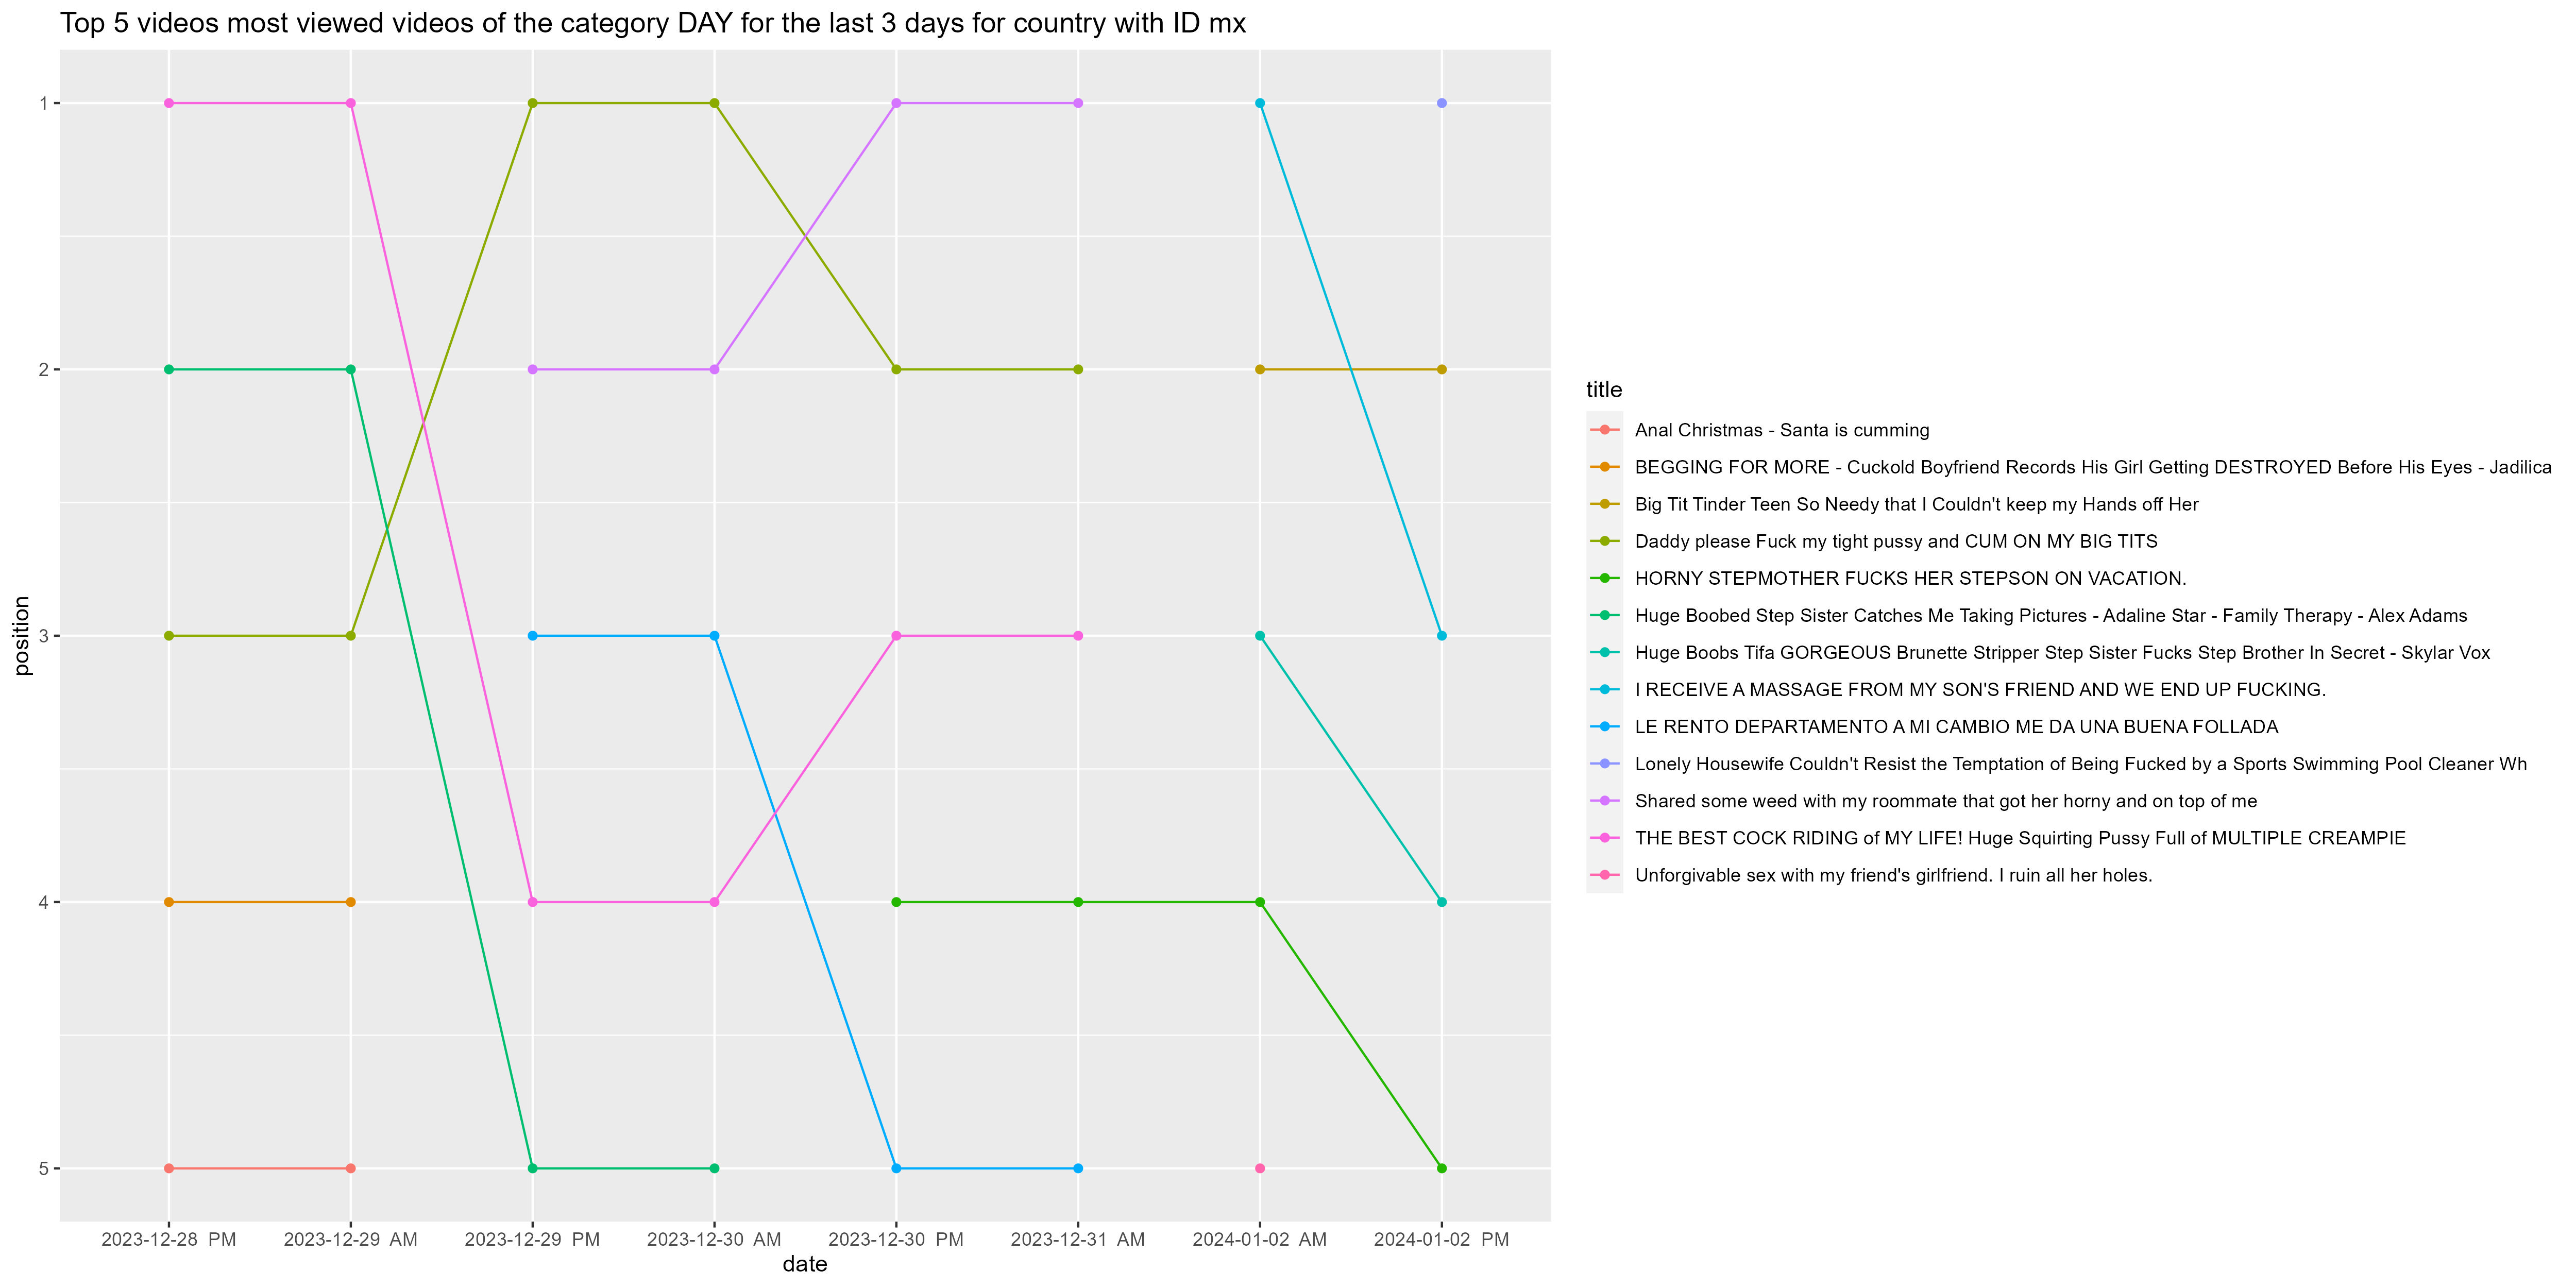 Top 5 videos most viewed videos of the category DAY for the last 3 days for country with ID mx
1
2
3
4
5
position
2023-12-28 PM
2023-12-29 AM
2023-12-29 PM
2023-12-30 AM
2023-12-30 PM
2023-12-31 AM
2024-01-02 AM
2024-01-02 PM
date
title
Anal Christmas - Santa is cumming
BEGGING FOR MORE - Cuckold Boyfriend Records His Girl Getting DESTROYED Before His Eyes - Jadilica
Big Tit Tinder Teen So Needy that I Couldn't keep my Hands off Her
Daddy please Fuck my tight pussy and CUM ON MY BIG TITS
HORNY STEPMOTHER FUCKS HER STEPSON ON VACATION.
Huge Boobed Step Sister Catches Me Taking Pictures - Adaline Star - Family Therapy - Alex Adams
Huge Boobs Tifa GORGEOUS Brunette Stripper Step Sister Fucks Step Brother In Secret - Skylar Vox
I RECEIVE A MASSAGE FROM MY SON'S FRIEND AND WE END UP FUCKING.
LE RENTO DEPARTAMENTO A MI CAMBIO ME DA UNA BUENA FOLLADA
Lonely Housewife Couldn't Resist the Temptation of Being Fucked by a Sports Swimming Pool Cleaner Wh
Shared some weed with my roommate that got her horny and on top of me
THE BEST COCK RIDING of MY LIFE! Huge Squirting Pussy Full of MULTIPLE CREAMPIE
Unforgivable sex with my friend's girlfriend. I ruin all her holes.